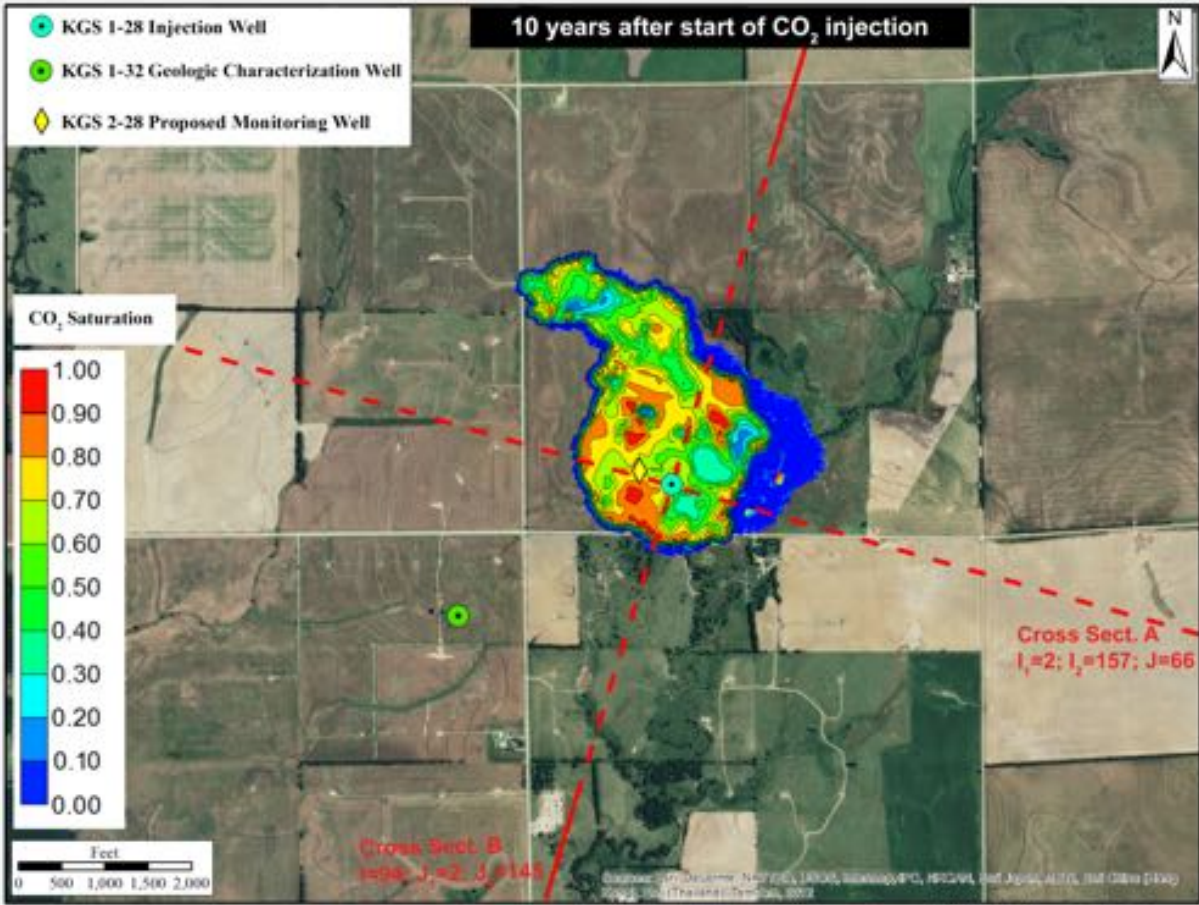 KGS 1-28 Injection Well
KGS 1-32 Geologic Characterization Well
KGS 2-28 Proposed Monitoring Well
10 years after start of CO₂ injection
N
CO₂ Saturation
1.00
0.90
0.80
0.70
0.60
0.50
0.40
0.30
0.20
0.10
0.00
Cross Sect. A
I₁=2; I₂=157; J=66
Cross Sect. B
Feet
0 500 1,000 1,500 2,000